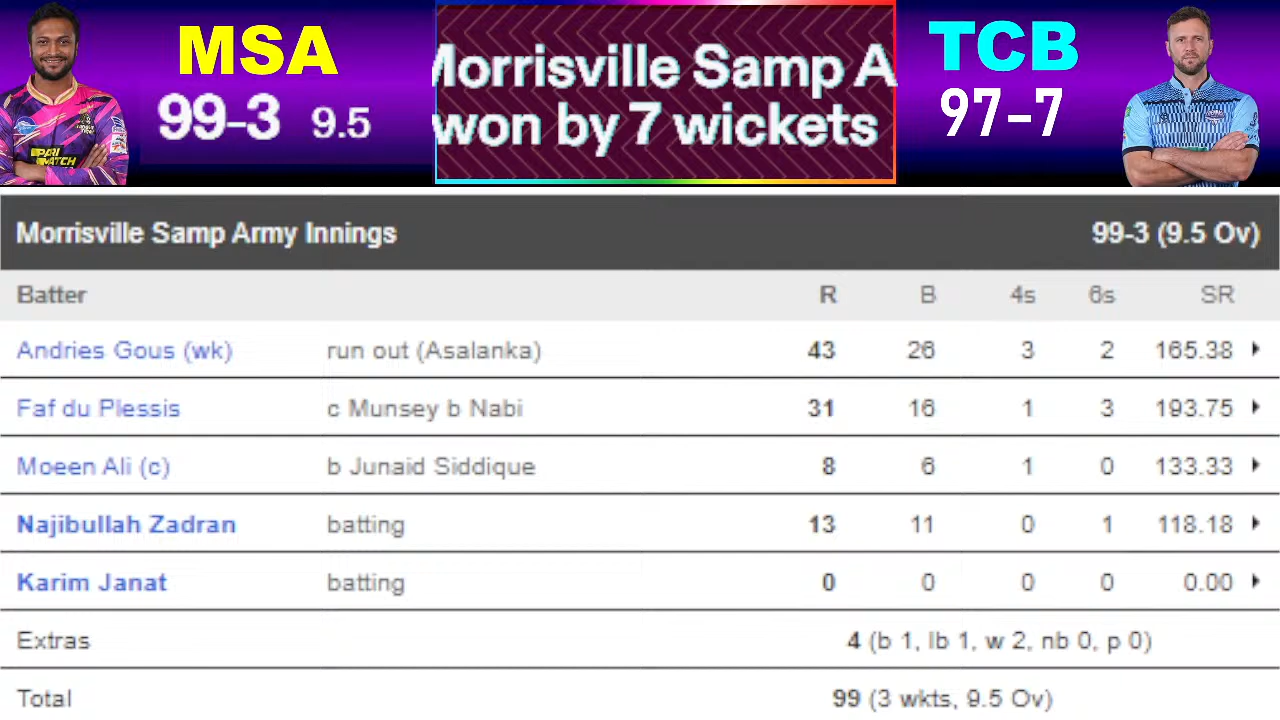 MSA
99-3 9.5
Morrisville Samp A
won by 7 wickets
TCB
97-7
PARI
MATCH
Morrisville Samp Army Innings 99-3 (9.5 Ov)
Batter R B 4s 6s SR
Andries Gous (wk) run out (Asalanka) 43 26 3 2 165.38
Faf du Plessis c Munsey b Nabi 31 16 1 3 193.75
Moeen Ali (c) b Junaid Siddique 8 6 1 0 133.33
Najibullah Zadran batting 13 11 0 1 118.18
Karim Janat batting 0 0 0 0 0.00
Extras 4 (b 1, lb 1, w 2, nb 0, p 0)
Total 99 (3 wkts, 9.5 Ov)